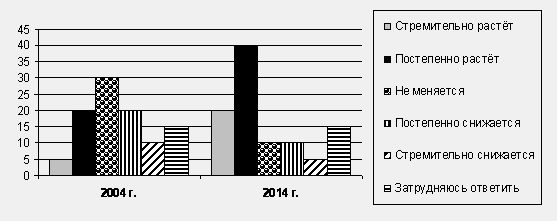 45
40
35
30
25
20
15
10
5
0
2004 г.
2014 г.
Стремительно растёт
Постепенно растёт
Не меняется
Постепенно снижается
Стремительно снижается
Затрудняюсь ответить